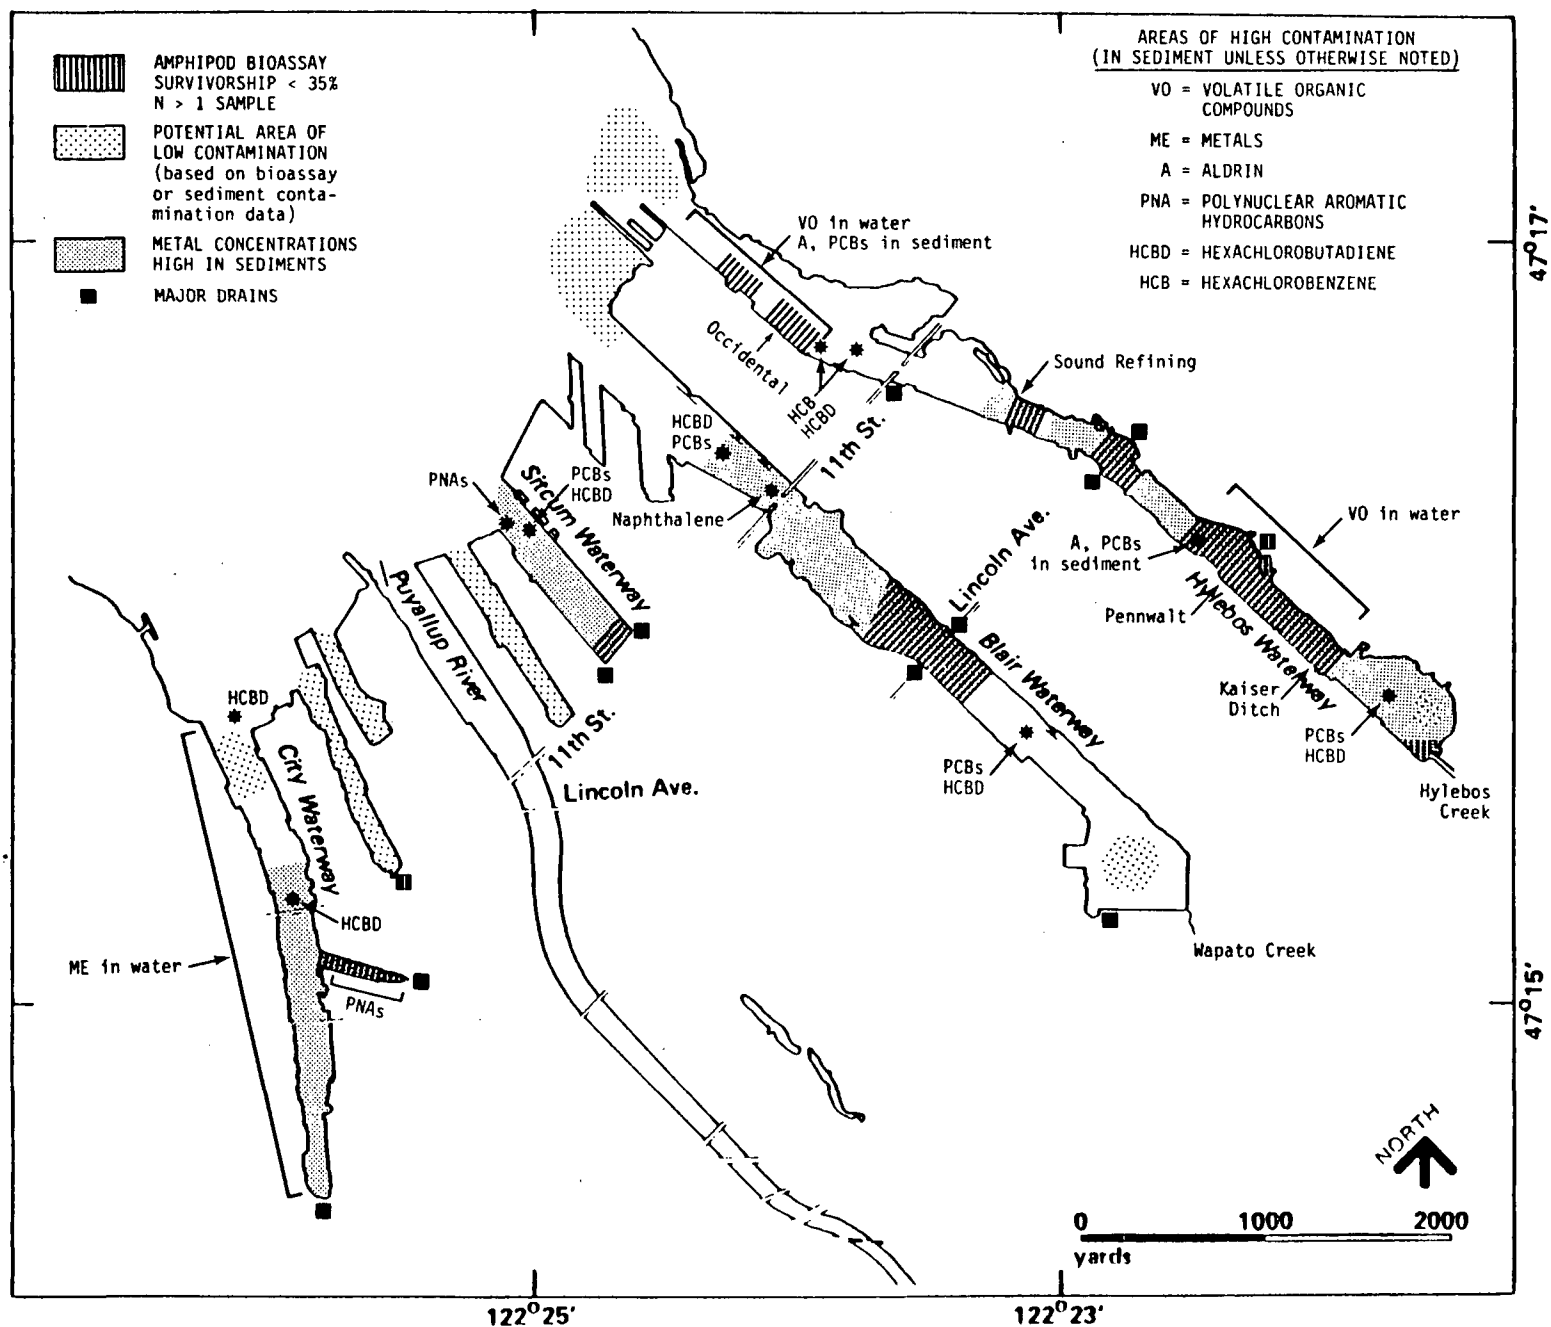 AMPHIPOD BIOASSAY
SURVIVORSHIP < 35%
N > 1 SAMPLE
POTENTIAL AREA OF
LOW CONTAMINATION
(based on bioassay
or sediment conta-
mination data)
METAL CONCENTRATIONS
HIGH IN SEDIMENTS
MAJOR DRAINS
AREAS OF HIGH CONTAMINATION
(IN SEDIMENT UNLESS OTHERWISE NOTED)
VO = VOLATILE ORGANIC
COMPOUNDS
ME = METALS
A = ALDRIN
PNA = POLYNUCLEAR AROMATIC
HYDROCARBONS
HCBD = HEXACHLOROBUTADIENE
HCB = HEXACHLOROBENZENE
47°17'
VO in water
A, PCBs in sediment
Occidental
HCB
HCBD
11th St.
Sound Refining
HCBD
PCBs
Naphthalene
PNAs
PCBs
HCBD
Sitcum Waterway
Lincoln Ave.
A, PCBs
in sediment
VO in water
Pennwalt
Hylebos Waterway
Kaiser
Ditch
PCBs
HCBD
Hylebos
Creek
Blair Waterway
PCBs
HCBD
Wapato Creek
Puyallup River
11th St.
Lincoln Ave.
HCBD
City Waterway
HCBD
ME in water
PNAs
47°15'
NORTH
0 1000 2000
yards
122°25'
122°23'